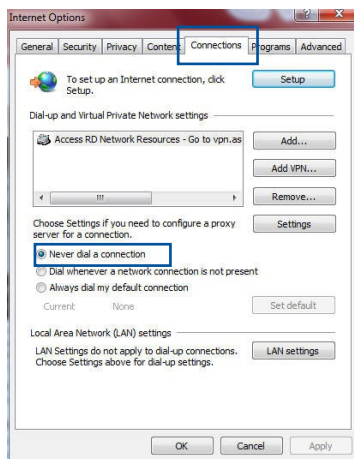 Internet Options
General Security Privacy Content Connections Programs Advanced
To set up an Internet connection, click
Setup.
Setup
Dial-up and Virtual Private Network settings
Access RD Network Resources - Go to vpn.as
Add...
Add VPN...
Remove...
Choose Settings if you need to configure a proxy
server for a connection.
Settings
Never dial a connection
Dial whenever a network connection is not present
Always dial my default connection
Current None
Set default
Local Area Network (LAN) settings
LAN Settings do not apply to dial-up connections.
Choose Settings above for dial-up settings.
LAN settings
OK Cancel Apply